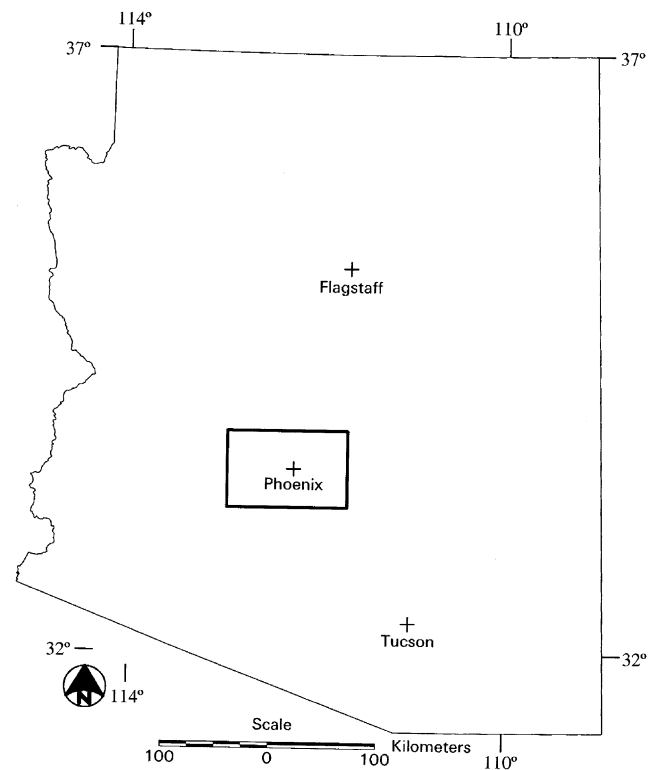 114º
110º
37º
37º
Flagstaff
Phoenix
Tucson
32º
32º
N
114º
Scale
100 0 100 Kilometers
110º